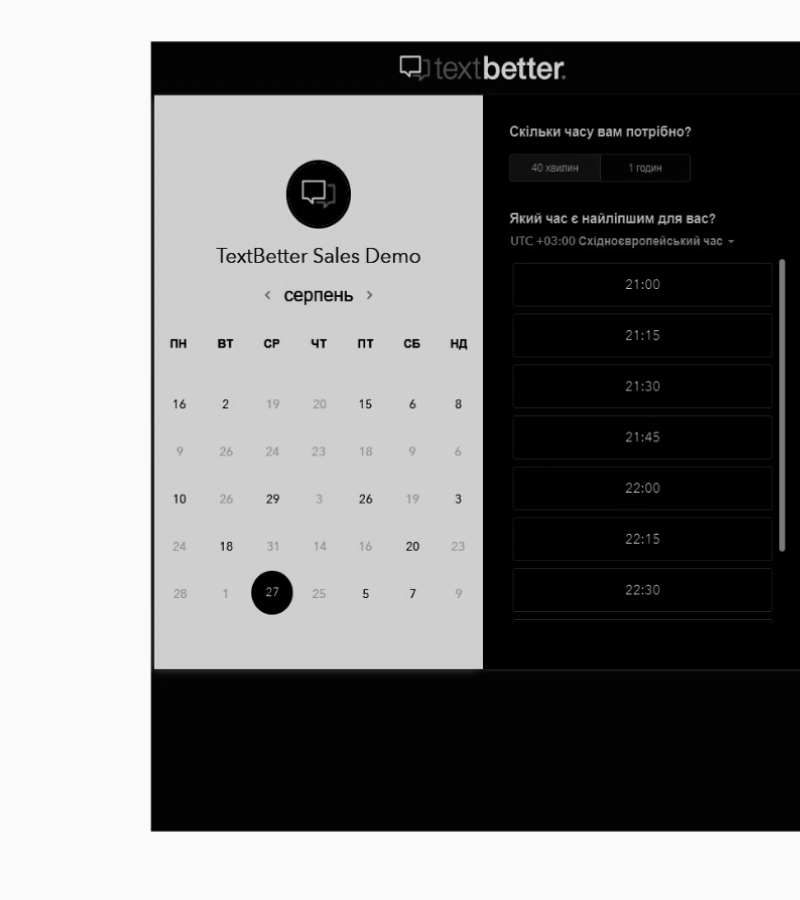 textbetter.
TextBetter Sales Demo
серпень
ПН ВТ СР ЧТ ПТ СБ НД
16 2 19 20 15 6 8
9 26 24 23 18 9 6
10 26 29 3 26 19 3
24 18 31 14 16 20 23
28 1 27 25 5 7 9
Скільки часу вам потрібно?
40 хвилин 1 годин
Який час є найліпшим для вас?
UTC +03:00 Східноєвропейський час
21:00
21:15
21:30
21:45
22:00
22:15
22:30